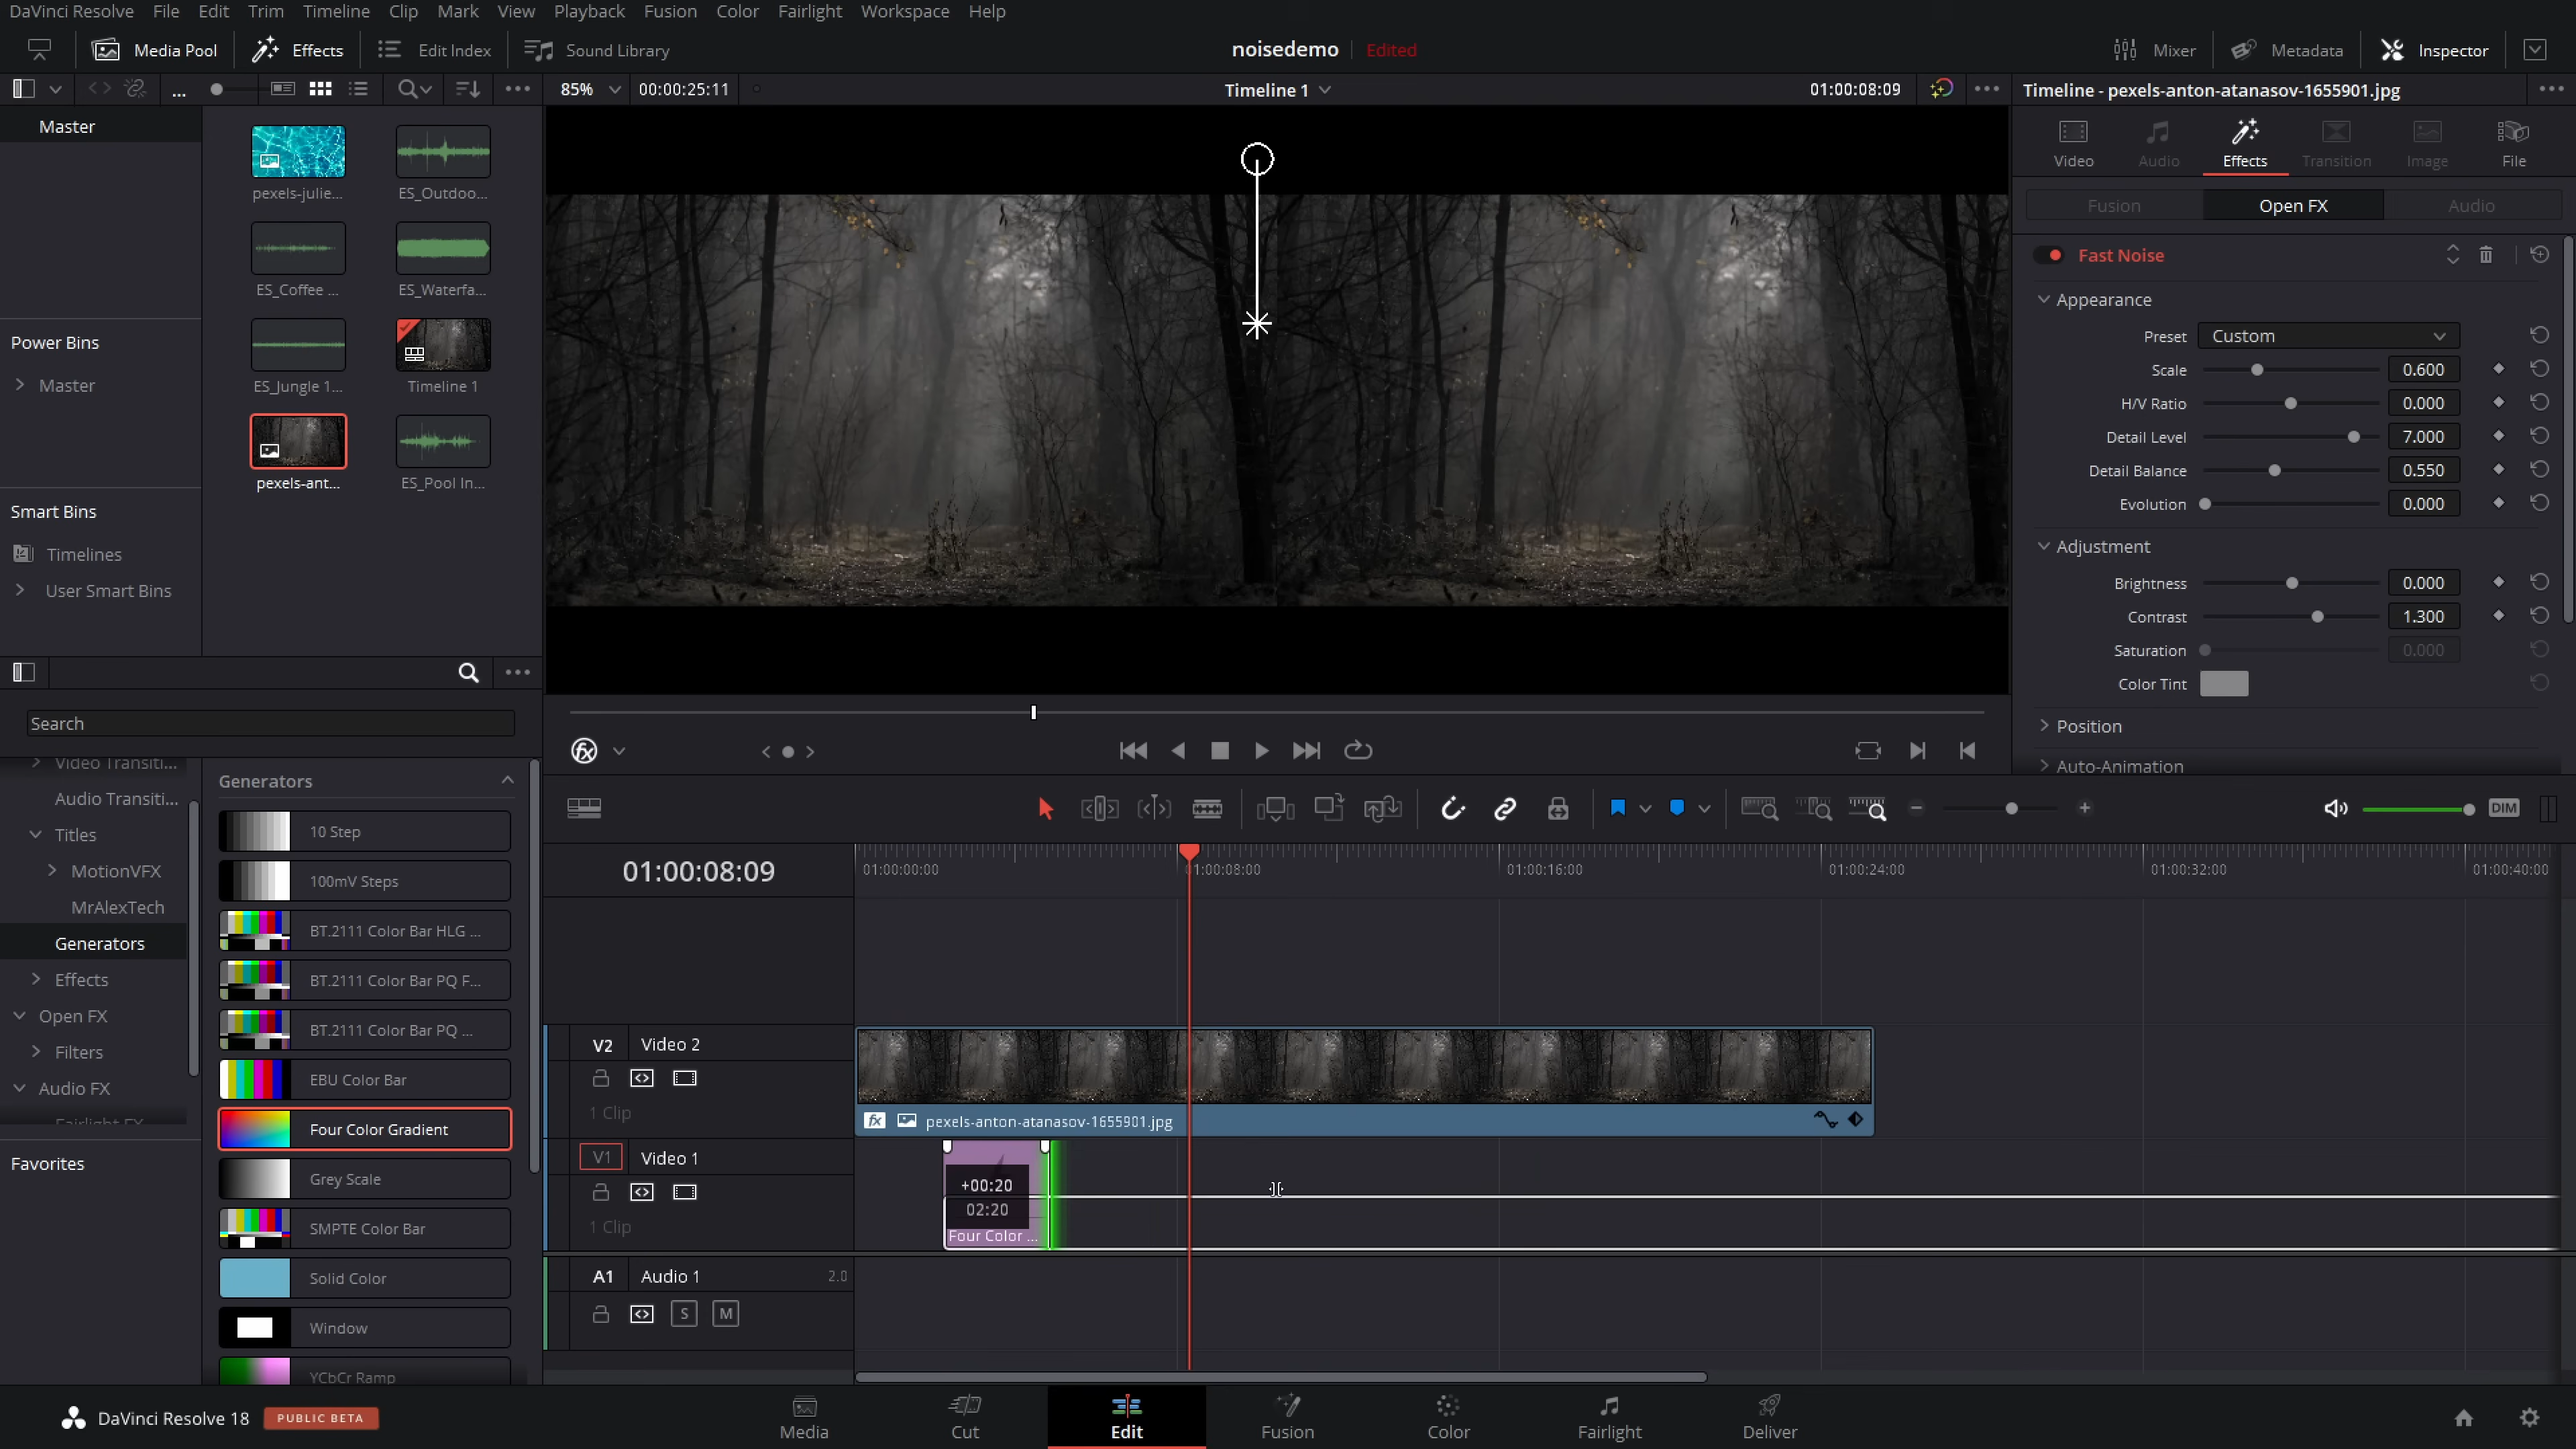 DaVinci Resolve File Edit Trim Timeline Clip Mark View Playback Fusion Color Fairlight Workspace Help
Media Pool Effects Edit Index Sound Library noisedemo Edited Mixer Metadata Inspector
... 85% 00:00:25:11 Timeline 1 01:00:08:09 Timeline - pexels-anton-atanasov-1655901.jpg
Master
pexels-julie... ES_Outdoo...
ES_Coffee ... ES_Waterfa...
ES_Jungle 1... Timeline 1
pexels-ant... ES_Pool In...
Power Bins
Master
Smart Bins
Timelines
User Smart Bins
Video Audio Effects Transition Image File
Fusion Open FX Audio
Fast Noise
Appearance
Preset Custom
Scale 0.600
H/V Ratio 0.000
Detail Level 7.000
Detail Balance 0.550
Evolution 0.000
Adjustment
Brightness 0.000
Contrast 1.300
Saturation 0.000
Color Tint
Position
Auto-Animation
Search
Video Transiti...
Audio Transiti...
Titles
MotionVFX
MrAlexTech
Generators
Effects
Open FX
Filters
Audio FX
Fairlight FX
Favorites
Generators
10 Step
100mV Steps
BT.2111 Color Bar HLG ...
BT.2111 Color Bar PQ F...
BT.2111 Color Bar PQ ...
EBU Color Bar
Four Color Gradient
Grey Scale
SMPTE Color Bar
Solid Color
Window
YCbCr Ramp
fx
DIM
01:00:08:09 01:00:00:00 01:00:08:00 01:00:16:00 01:00:24:00 01:00:32:00 01:00:40:00
V2 Video 2
1 Clip
fx pexels-anton-atanasov-1655901.jpg
V1 Video 1
1 Clip
+00:20
02:20
Four Color ...
A1 Audio 1 2.0
S M
DaVinci Resolve 18 PUBLIC BETA
Media Cut Edit Fusion Color Fairlight Deliver